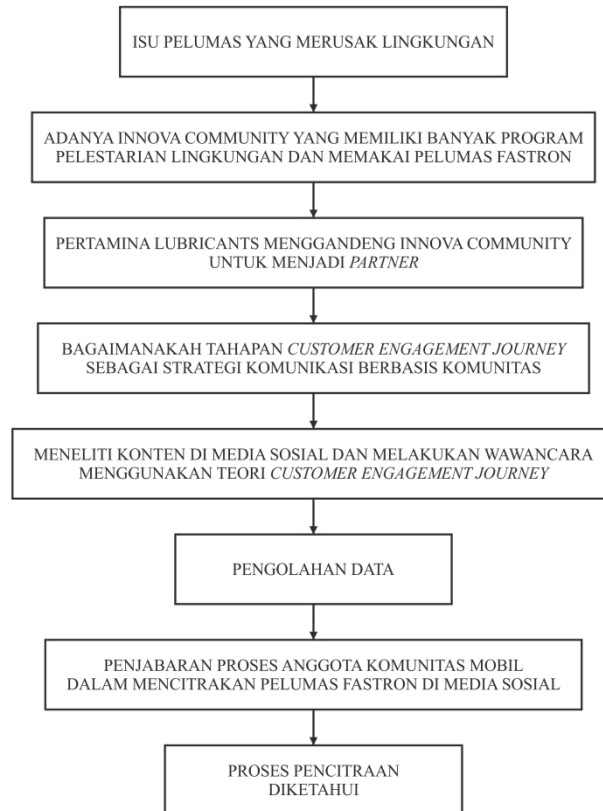 ISU PELUMAS YANG MERUSAK LINGKUNGAN
ADANYA INNOVA COMMUNITY YANG MEMILIKI BANYAK PROGRAM
PELESTARIAN LINGKUNGAN DAN MEMAKAI PELUMAS FASTRON
PERTAMINA LUBRICANTS MENGGANDENG INNOVA COMMUNITY
UNTUK MENJADI PARTNER
BAGAIMANAKAH TAHAPAN CUSTOMER ENGAGEMENT JOURNEY
SEBAGAI STRATEGI KOMUNIKASI BERBASIS KOMUNITAS
MENELITI KONTEN DI MEDIA SOSIAL DAN MELAKUKAN WAWANCARA
MENGGUNAKAN TEORI CUSTOMER ENGAGEMENT JOURNEY
PENGOLAHAN DATA
PENJABARAN PROSES ANGGOTA KOMUNITAS MOBIL
DALAM MENCITRAKAN PELUMAS FASTRON DI MEDIA SOSIAL
PROSES PENCITRAAN
DIKETAHUI